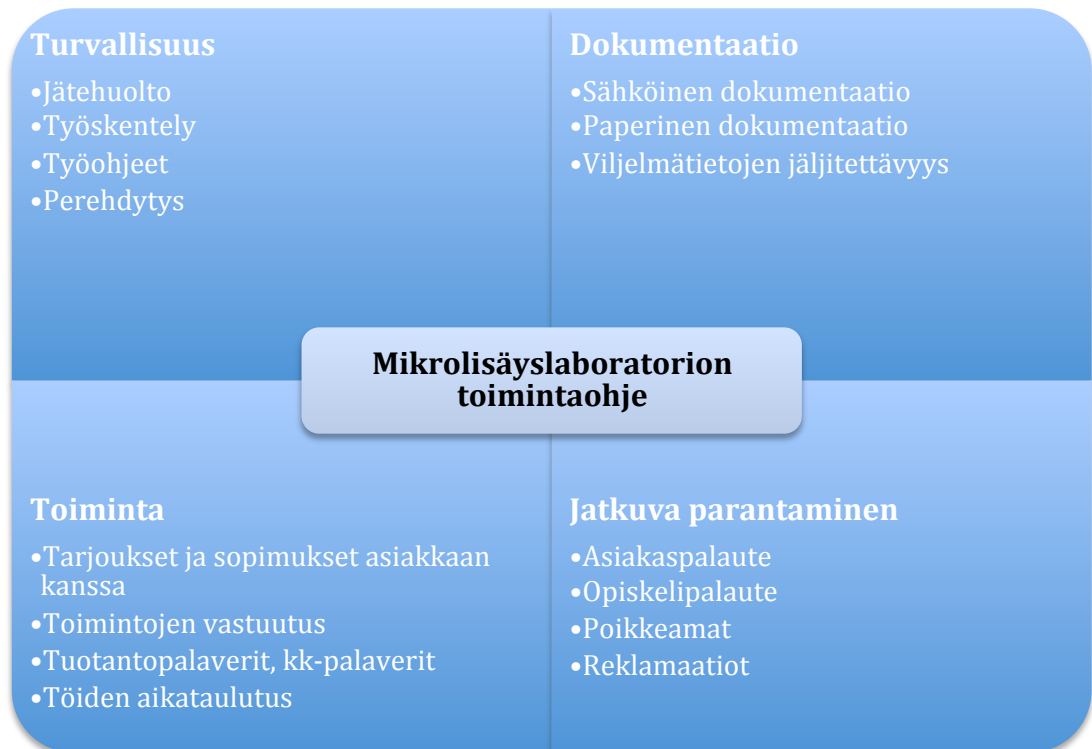 Turvallisuus
•Jätehuolto
•Työskentely
•Työohjeet
•Perehdytys
Dokumentaatio
•Sähköinen dokumentaatio
•Paperinen dokumentaatio
•Viljelmätietojen jäljitettävyys
Mikrolisäyslaboratorion
toimintaohje
Toiminta
•Tarjoukset ja sopimukset asiakkaan
kanssa
•Toimintojen vastuutus
•Tuotantopalaverit, kk-palaverit
•Töiden aikataulutus
Jatkuva parantaminen
•Asiakaspalaute
•Opiskelipalaute
•Poikkeamat
•Reklamaatiot